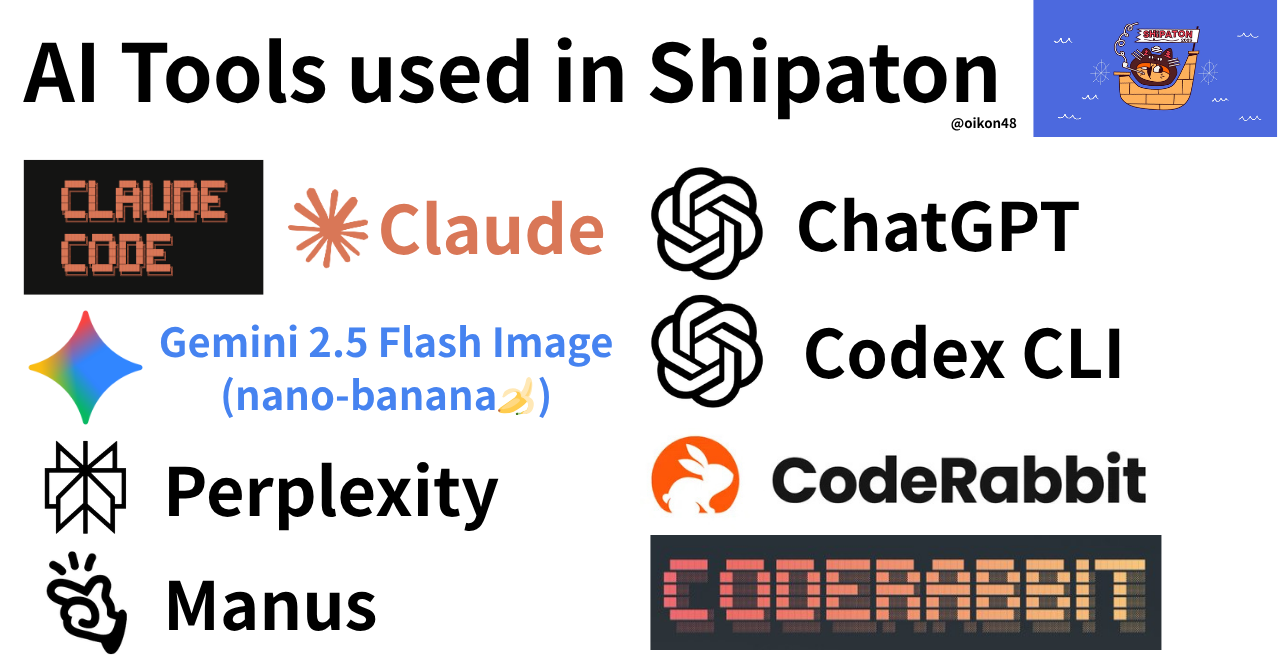 AI Tools used in Shipaton
SHIPATON
@oikon48
CLAUDE
CODE
Claude
ChatGPT
Gemini 2.5 Flash Image
(nano-banana🍌)
Codex CLI
Perplexity
CodeRabbit
Manus
CODERABBIT